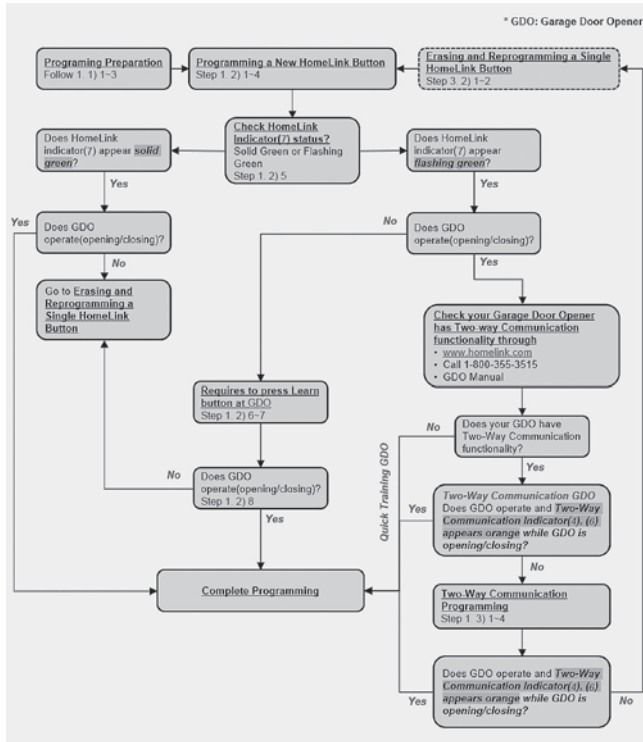 * GDO: Garage Door Opener
Programing Preparation
Follow 1. 1) 1~3
Programming a New HomeLink Button
Step 1. 2) 1~4
Erasing and Reprogramming a Single
HomeLink Button
Step 3. 2) 1~2
Does HomeLink
indicator(7) appear solid
green?
Check HomeLink
Indicator(7) status?
Solid Green or Flashing
Green
Step 1. 2) 5
Does HomeLink
indicator(7) appear
flashing green?
Yes
Yes
Yes
Does GDO
operate(opening/closing)?
No
Does GDO
operate(opening/closing)?
No
Yes
Go to Erasing and
Reprogramming a
Single HomeLink
Button
Check your Garage Door Opener
has Two-way Communication
functionality through
• www.homelink.com
• Call 1-800-355-3515
• GDO Manual
Requires to press Learn
button at GDO
Step 1. 2) 6~7
No
Does your GDO have
Two-Way Communication
functionality?
Quick Training GDO
Yes
No
Does GDO
operate(opening/closing)?
Step 1. 2) 8
Yes
Two-Way Communication GDO
Does GDO operate and Two-Way
Communication Indicator(4), (6)
appears orange while GDO is
opening/closing?
Yes
No
Complete Programming
Two-Way Communication
Programming
Step 1. 3) 1~4
Does GDO operate and Two-Way
Communication Indicator(4), (6)
appears orange while GDO is
opening/closing?
Yes
No